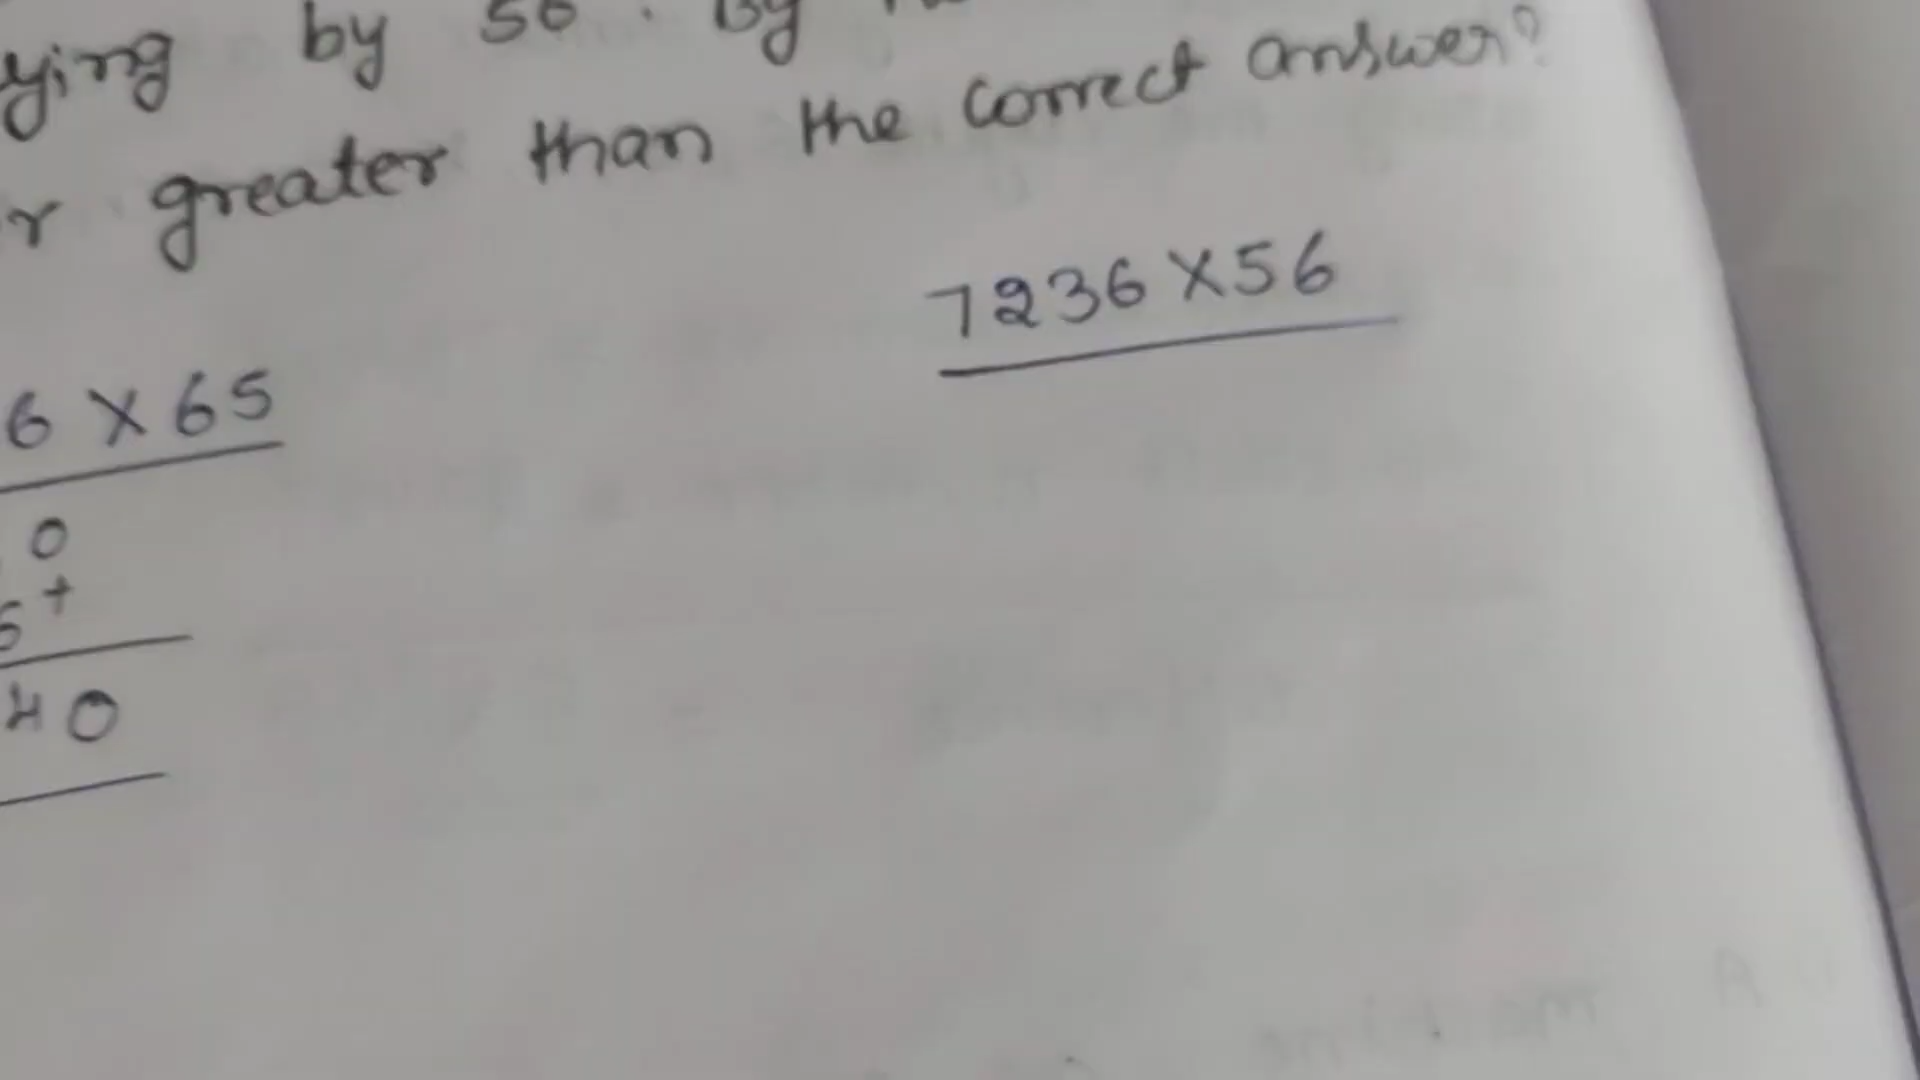 ying by 56. By
r greater than the correct answer?
7236 X 56
6 X 65
0
5 +
40